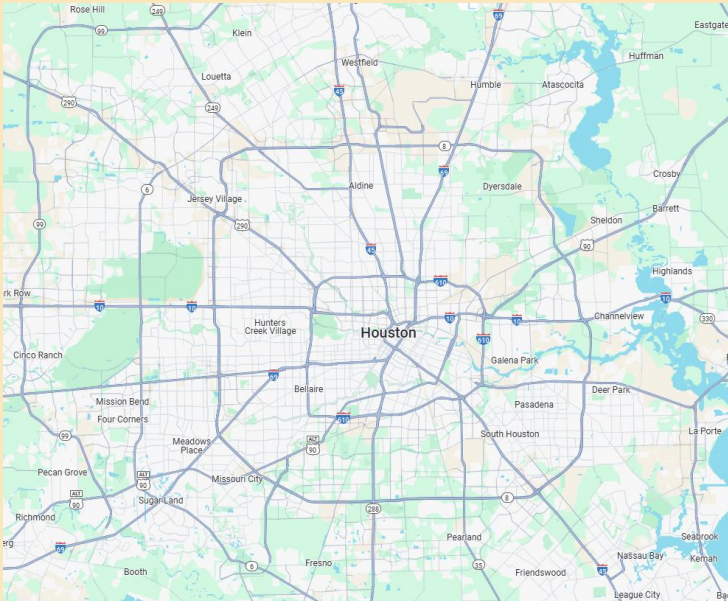 Rose Hill
249
69
Eastgate
99
Klein
Huffman
Westfield
Louetta
Humble
Atascocita
45
290
249
8
69
Crosby
6
Aldine
Dyersdale
Jersey Village
Barrett
99
Sheldon
290
90
45
Highlands
610
rk Row
10
10
10
330
Hunters
Creek Village
Houston
10
10
Channelview
610
Cinco Ranch
Galena Park
69
Bellaire
Deer Park
Mission Bend
Pasadena
Four Corners
610
99
South Houston
La Porte
Meadows
Place
ALT
90
Pecan Grove
ALT
90
Missouri City
ALT
90
Sugar Land
8
288
Richmond
erg
69
Pearland
Seabrook
Nassau Bay
Kemah
Booth
6
Fresno
35
Friendswood
45
League City
Ba